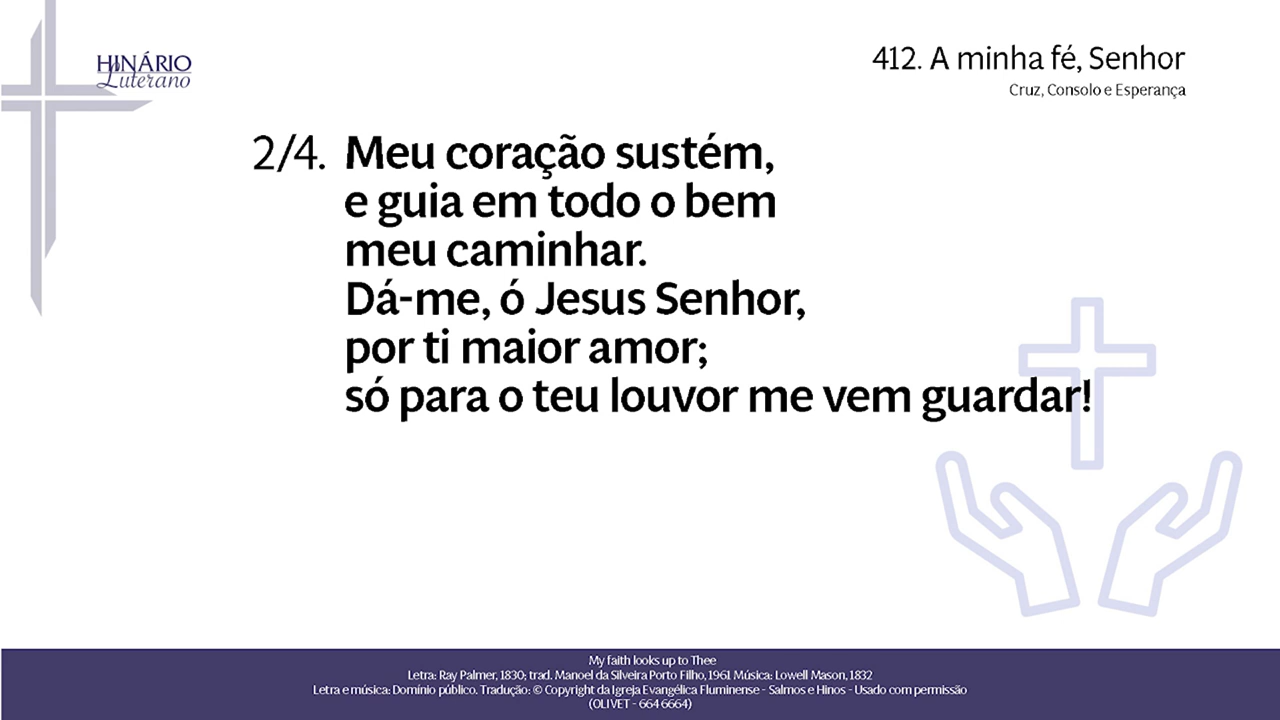 HINÁRIO
Luterano
412. A minha fé, Senhor
Cruz, Consolo e Esperança
2/4. Meu coração sustém,
e guia em todo o bem
meu caminhar.
Dá-me, ó Jesus Senhor,
por ti maior amor;
só para o teu louvor me vem guardar!
My faith looks up to Thee
Letra: Ray Palmer, 1830; trad. Manoel da Silveira Porto Filho, 1961 Música: Lowell Mason, 1832
Letra e música: Domínio público. Tradução: © Copyright da Igreja Evangélica Fluminense - Salmos e Hinos - Usado com permissão
(OLIVET - 664 6664)